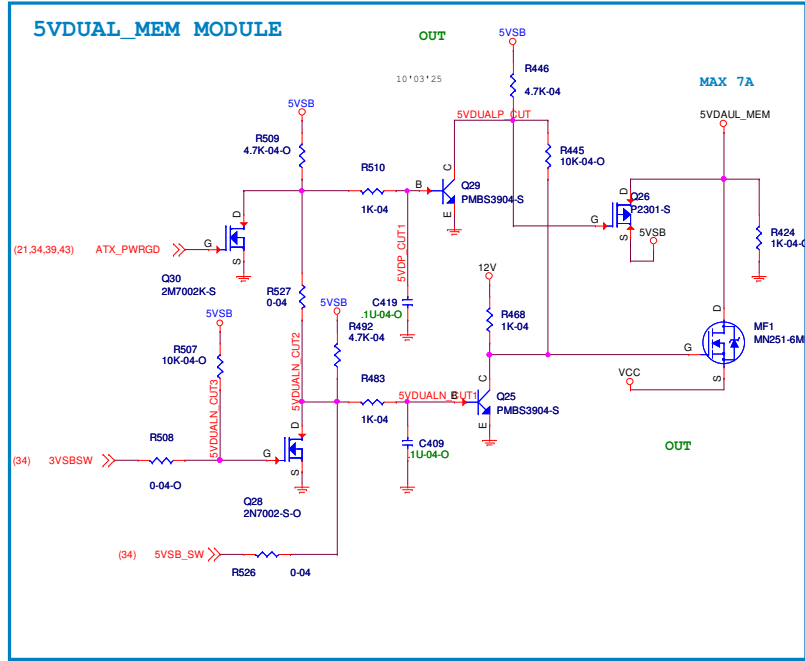 5VDUAL_MEM MODULE
OUT
5VSB
10'03'25
R446
4.7K-04
MAX 7A
5VSB
5VDUALP_CUT
5VDAUL_MEM
R509
4.7K-04-O
R445
10K-04-O
R510
C
B
Q29
PMBS3904-S
1K-04
E
D
Q26
P2301-S
G
S
5VSB
R424
1K-04-O
D
(21,34,39,43) ATX_PWRGD
G
S
Q30
2M7002K-S
5VDP_CUT1
12V
R527
0-04
5VSB
C419
.1U-04-O
R468
1K-04
D
MF1
MN251-6M
G
S
5VSB
R507
10K-04-O
R492
4.7K-04
5VDUALN_CUT2
5VDUALN_CUT3
R483
1K-04
5VDUALN_CUT1
B
C
Q25
PMBS3904-S
E
VCC
OUT
R508
(34) 3VSBSW
0-04-O
D
G
S
C409
.1U-04-O
Q28
2N7002-S-O
(34) 5VSB_SW
R526
0-04